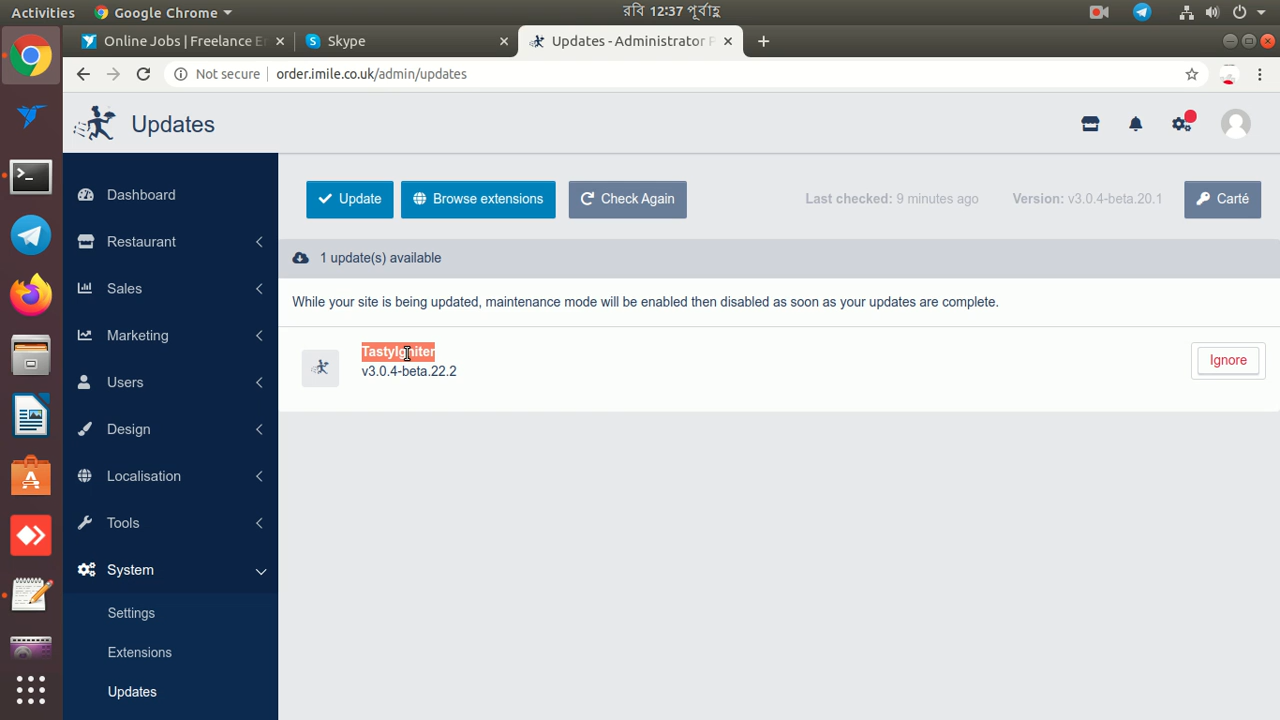 Activities Google Chrome রবি 12:37 পূর্বাহ্ণ
Online Jobs | Freelance Skype Updates - Administrator
Not secure order.imile.co.uk/admin/updates
Updates
Dashboard
Restaurant
Sales
Marketing
Users
Design
Localisation
Tools
System
Settings
Extensions
Updates
Update Browse extensions Check Again Last checked: 9 minutes ago Version: v3.0.4-beta.20.1 Carté
1 update(s) available
While your site is being updated, maintenance mode will be enabled then disabled as soon as your updates are complete.
TastyIgniter
v3.0.4-beta.22.2
Ignore